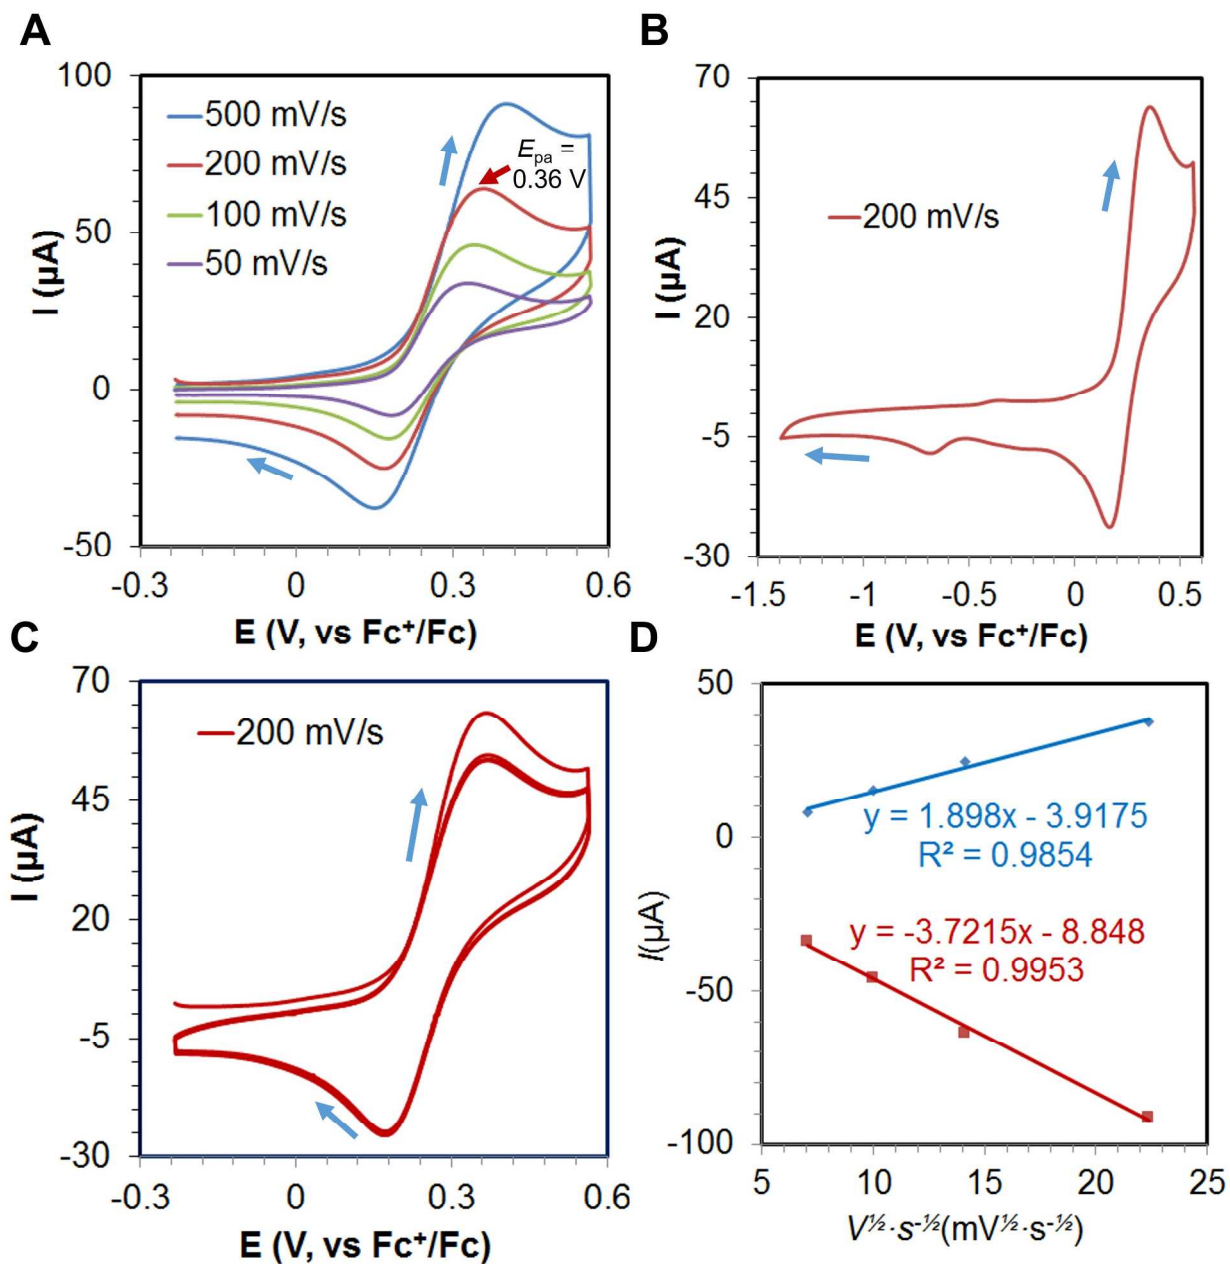 A
100
50
0
-50
I (µA)
500 mV/s
200 mV/s
100 mV/s
50 mV/s
Epa =
0.36 V
-0.3
0
0.3
0.6
E (V, vs Fc⁺/Fc)
B
70
45
20
-5
-30
I (µA)
200 mV/s
-1.5
-1
-0.5
0
0.5
E (V, vs Fc⁺/Fc)
C
70
45
20
-5
-30
I (µA)
200 mV/s
-0.3
0
0.3
0.6
E (V, vs Fc⁺/Fc)
D
50
0
-50
-100
I(µA)
y = 1.898x - 3.9175
R² = 0.9854
y = -3.7215x - 8.848
R² = 0.9953
5
10
15
20
25
V^½·s^-½(mV^½·s^-½)